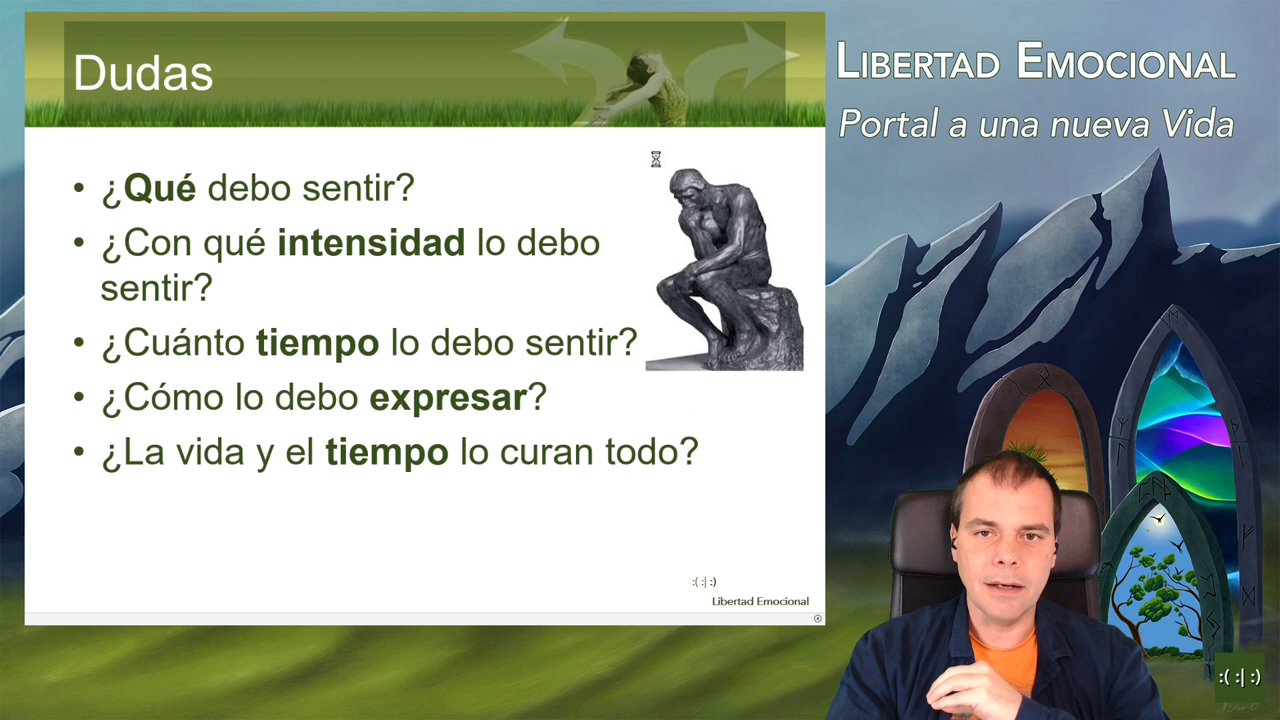 Dudas
• ¿Qué debo sentir?
• ¿Con qué intensidad lo debo
sentir?
• ¿Cuánto tiempo lo debo sentir?
• ¿Cómo lo debo expresar?
• ¿La vida y el tiempo lo curan todo?
:( :| :)
Libertad Emocional
LIBERTAD EMOCIONAL
Portal a una nueva Vida
:( :| :)